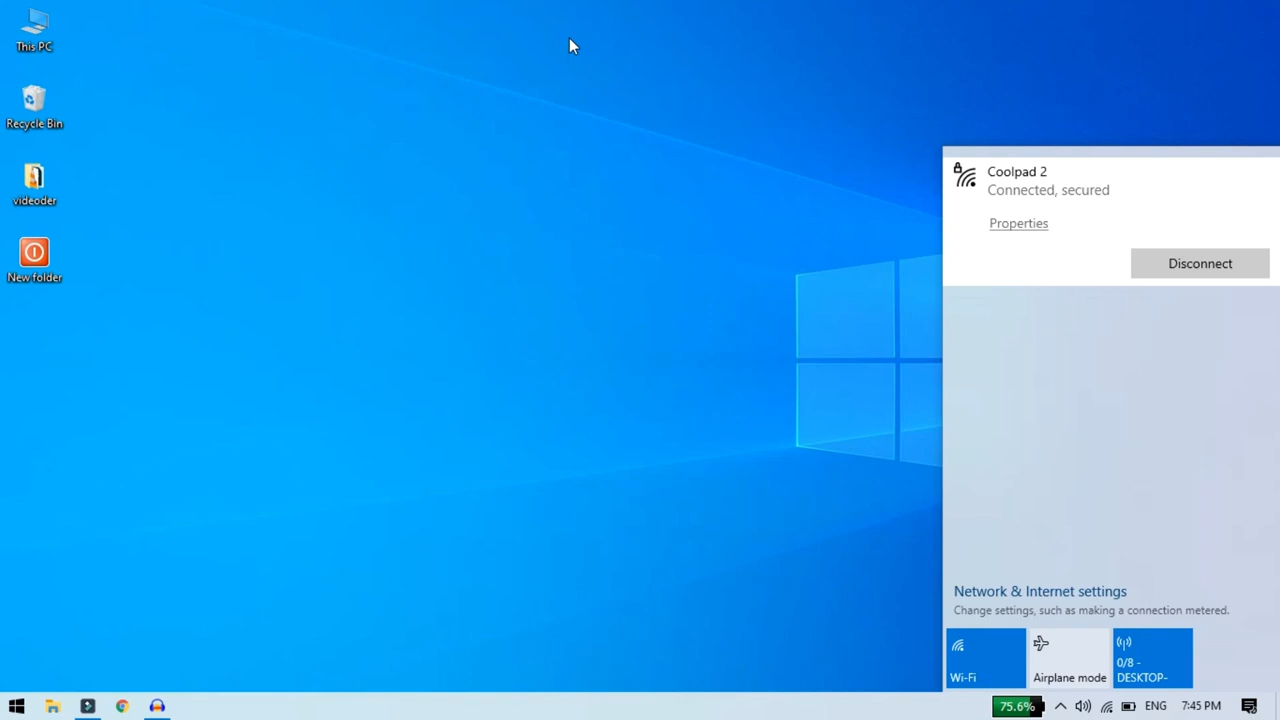 This PC
Recycle Bin
videoder
New folder
Coolpad 2
Connected, secured
Properties
Disconnect
Network & Internet settings
Change settings, such as making a connection metered.
Wi-Fi
Airplane mode
0/8 -
DESKTOP-
75.6%
ENG
7:45 PM